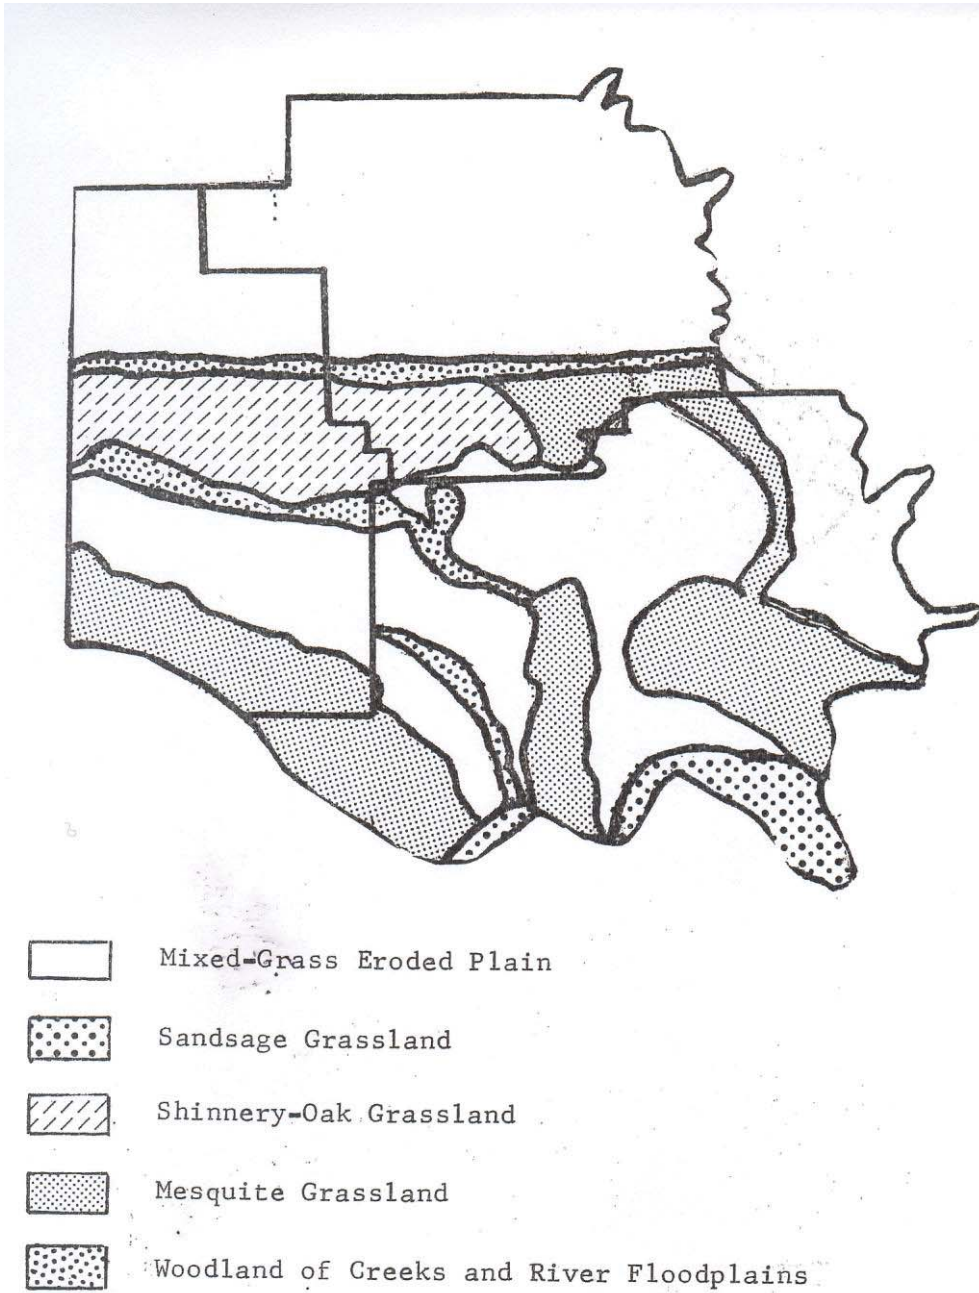 Mixed-Grass Eroded Plain
Sandsage Grassland
Shinnery-Oak Grassland
Mesquite Grassland
Woodland of Creeks and River Floodplains